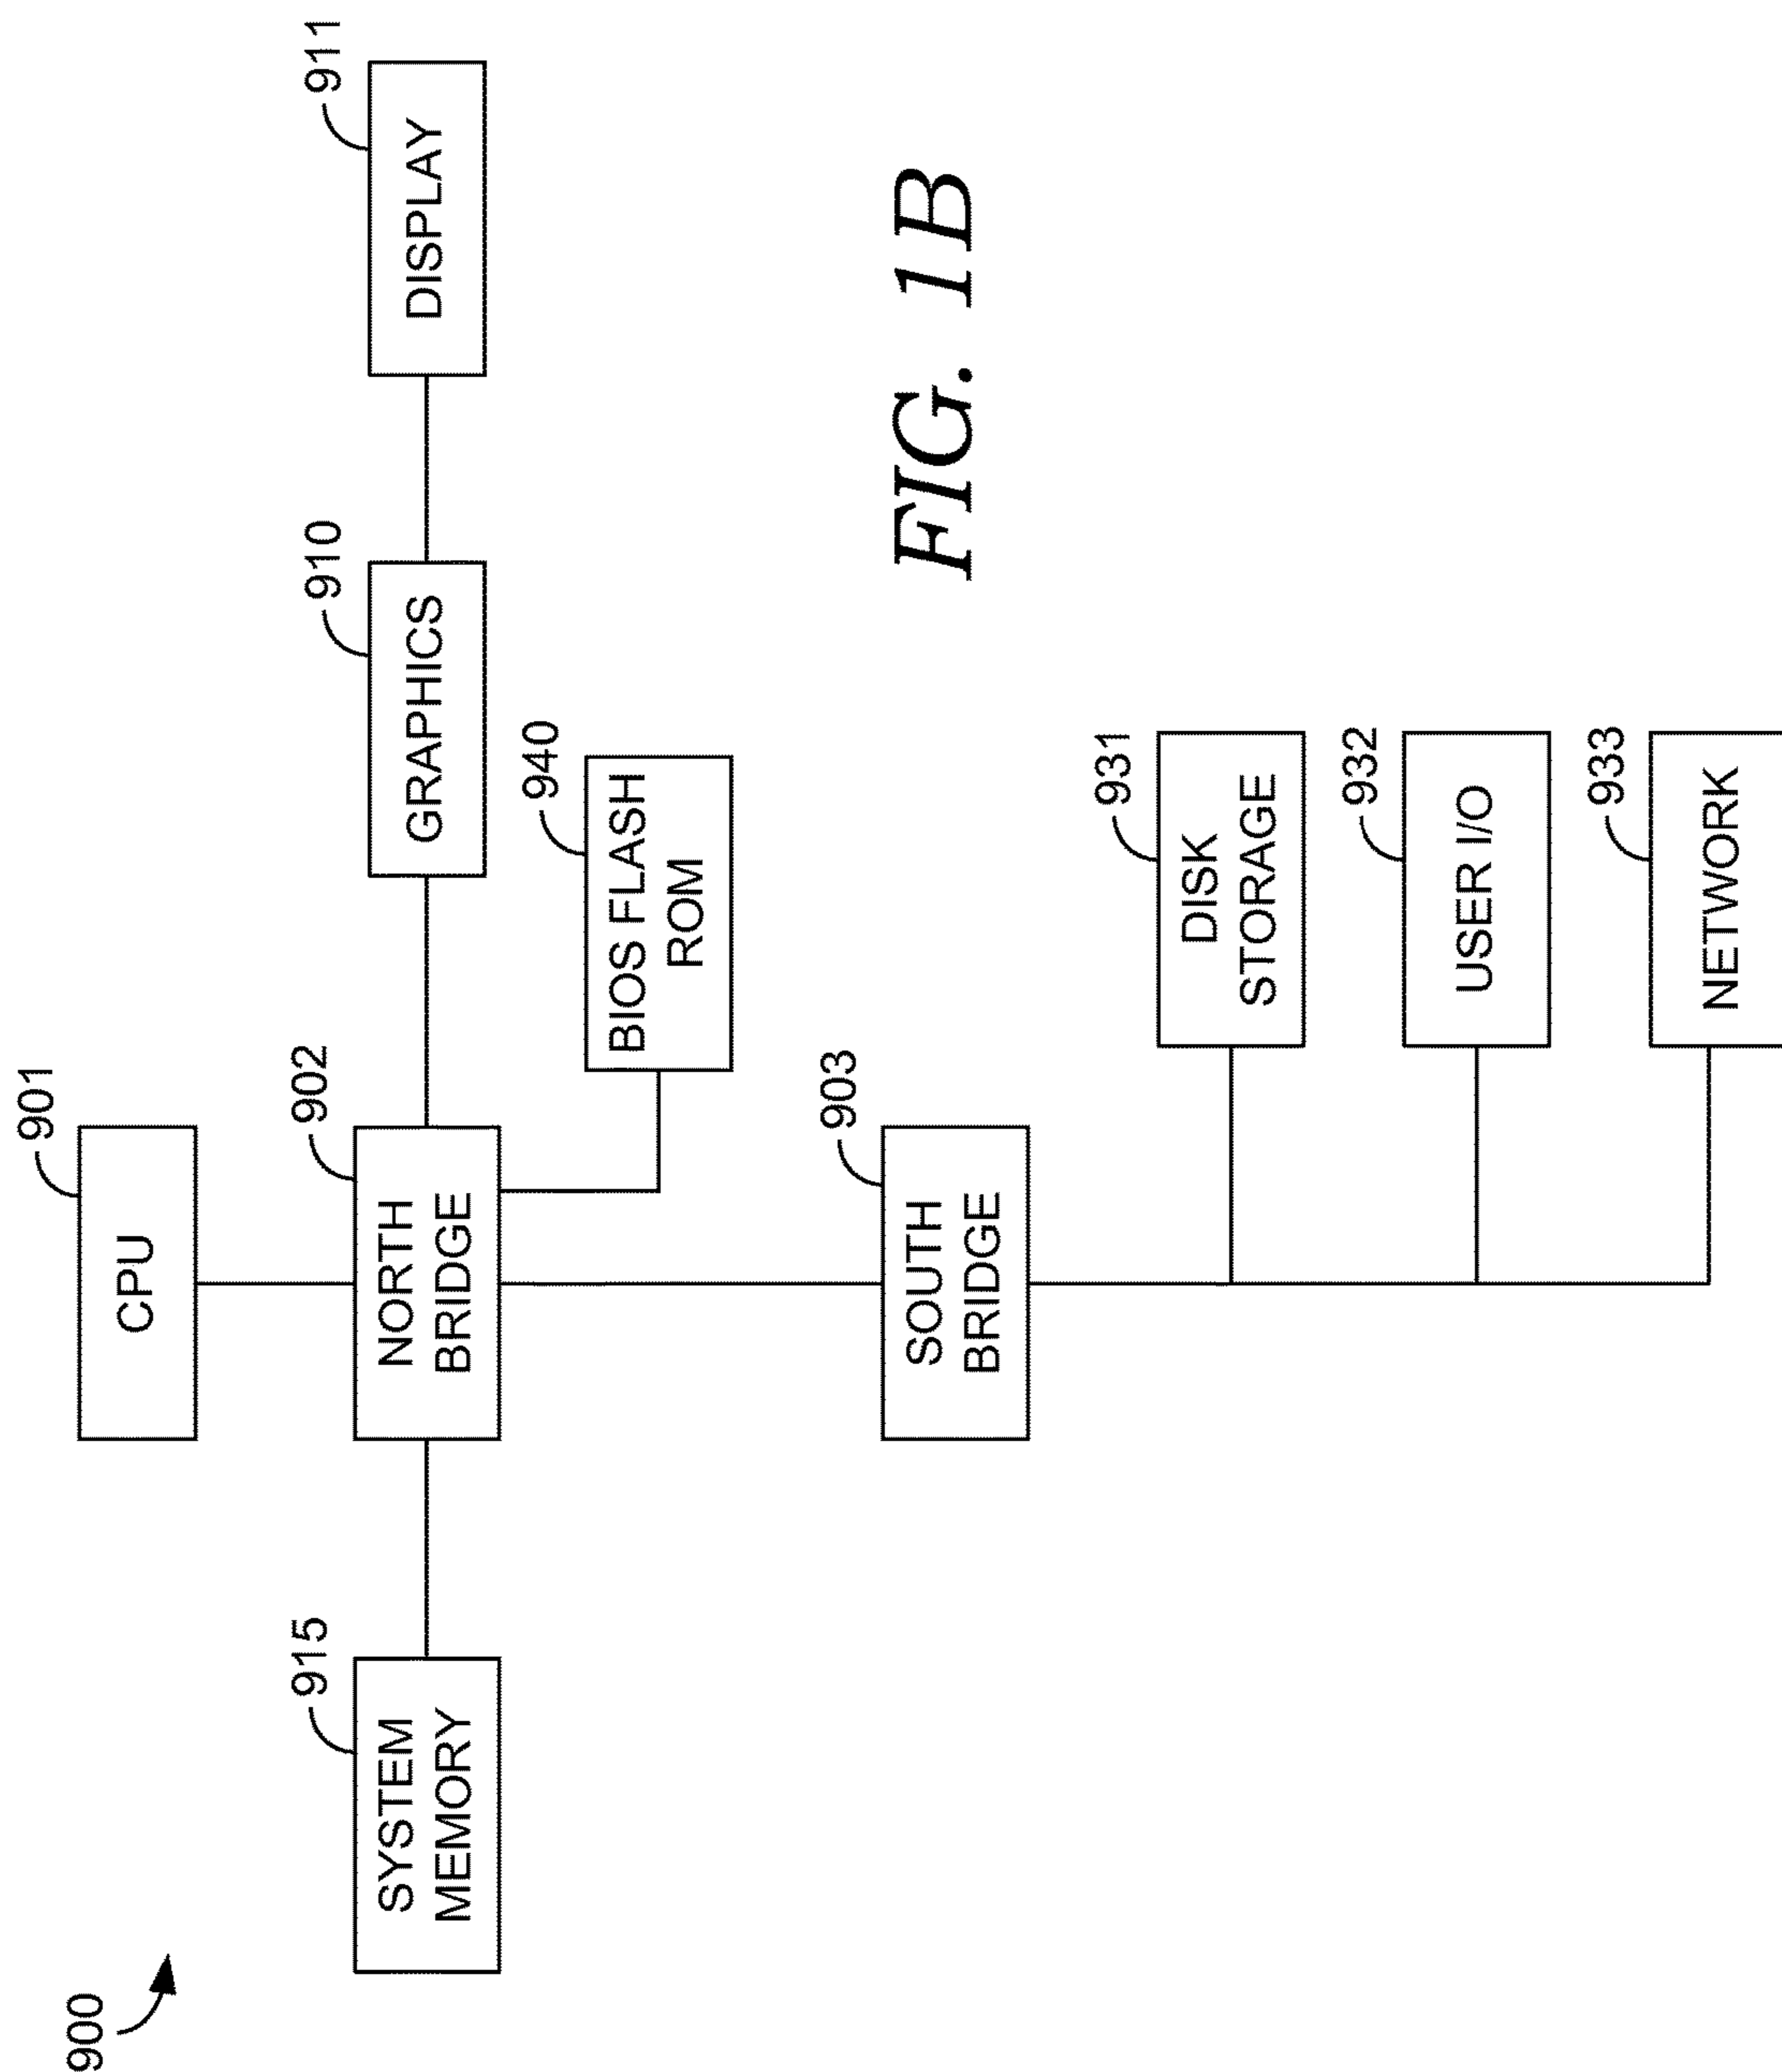 900
901
CPU
915
SYSTEM
MEMORY
902
NORTH
BRIDGE
910
GRAPHICS
911
DISPLAY
940
BIOS FLASH
ROM
903
SOUTH
BRIDGE
931
DISK
STORAGE
932
USER I/O
933
NETWORK
FIG. 1B